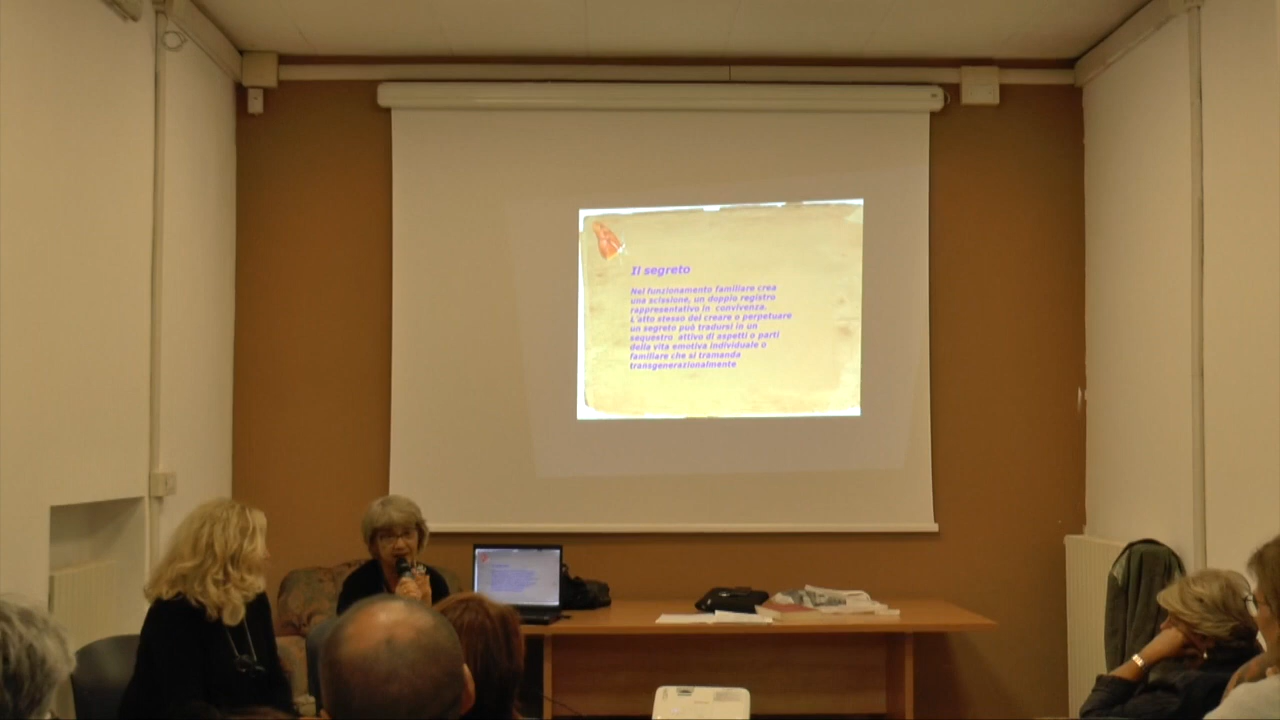 Il segreto
Nel funzionamento familiare crea
una scissione, un doppio registro
rappresentativo in convivenza.
L'atto stesso del creare o perpetuare
un segreto può tradursi in un
sequestro attivo di aspetti o parti
della vita emotiva individuale o
familiare che si tramanda
transgenerazionalmente